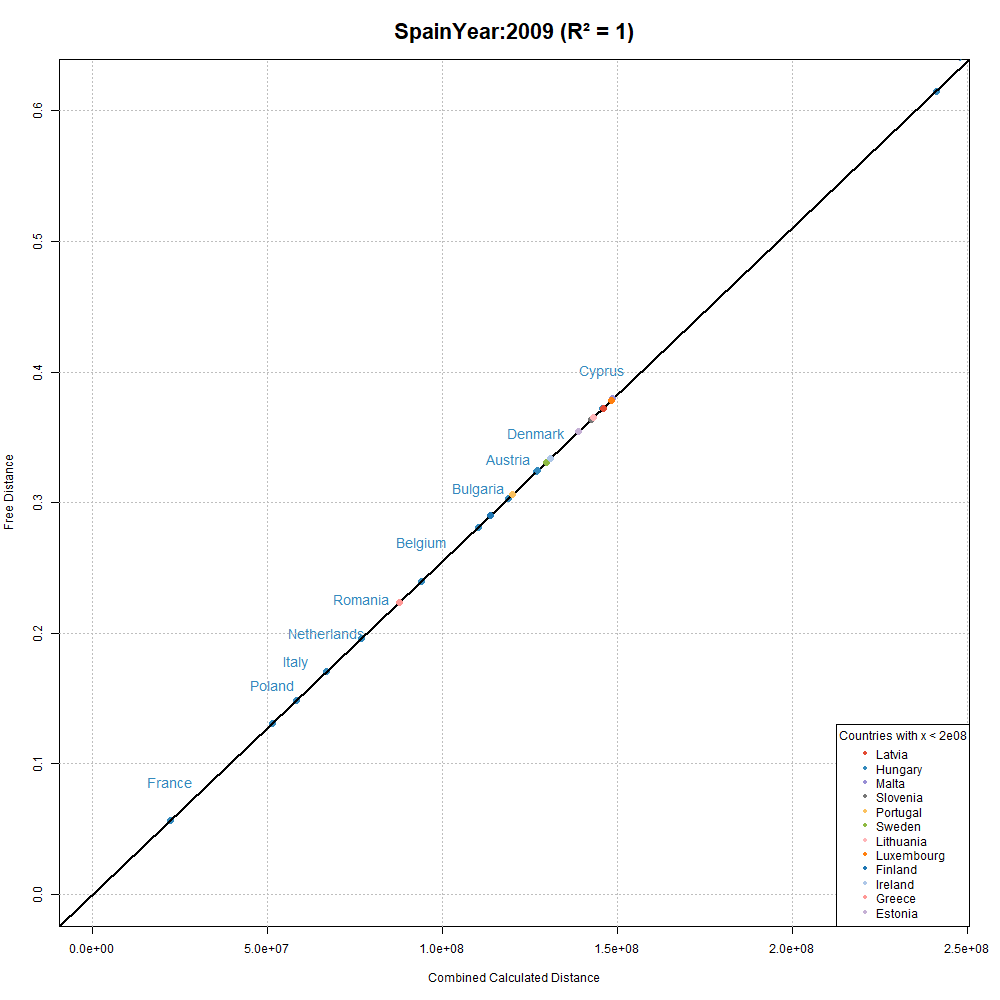 SpainYear:2009 (R² = 1)
Free Distance
0.6
0.5
0.4
0.3
0.2
0.1
0.0
Cyprus
Denmark
Austria
Bulgaria
Belgium
Romania
Netherlands
Italy
Poland
France
Countries with x < 2e08
Latvia
Hungary
Malta
Slovenia
Portugal
Sweden
Lithuania
Luxembourg
Finland
Ireland
Greece
Estonia
0.0e+00 5.0e+07 1.0e+08 1.5e+08 2.0e+08 2.5e+08
Combined Calculated Distance